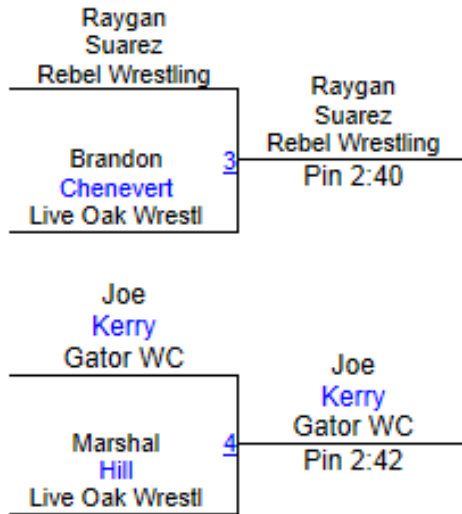 Raygan
Suarez
Rebel Wrestling
Raygan
Suarez
Rebel Wrestling
Brandon
3
Chenevert
Pin 2:40
Live Oak Wrestl
Joe
Kerry
Gator WC
Joe
Kerry
Gator WC
Marshal
4
Hill
Pin 2:42
Live Oak Wrestl